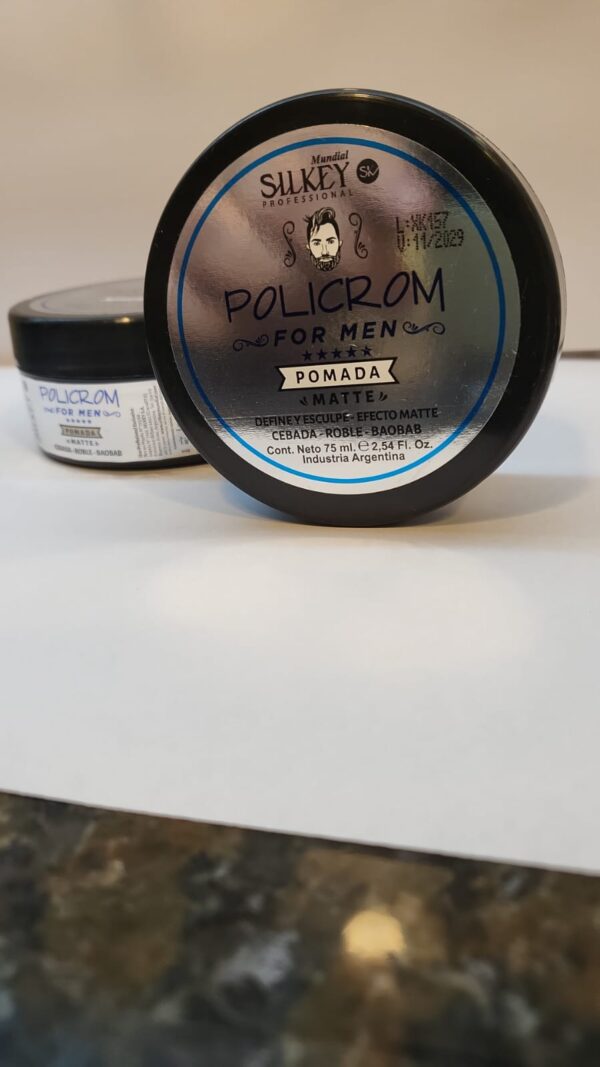 Mundial
SILKEY SM
PROFESSIONAL
L:XK157
V:11/2029
POLICROM
FOR MEN
POMADA
MATTE
DEFINE Y ESCULPE - EFECTO MATTE
CEBADA - ROBLE - BAOBAB
Cont. Neto 75 ml. ℮ 2,54 Fl. Oz.
Industria Argentina
POLICROM
FOR MEN
POMADA
MATTE
CEBADA - ROBLE - BAOBAB